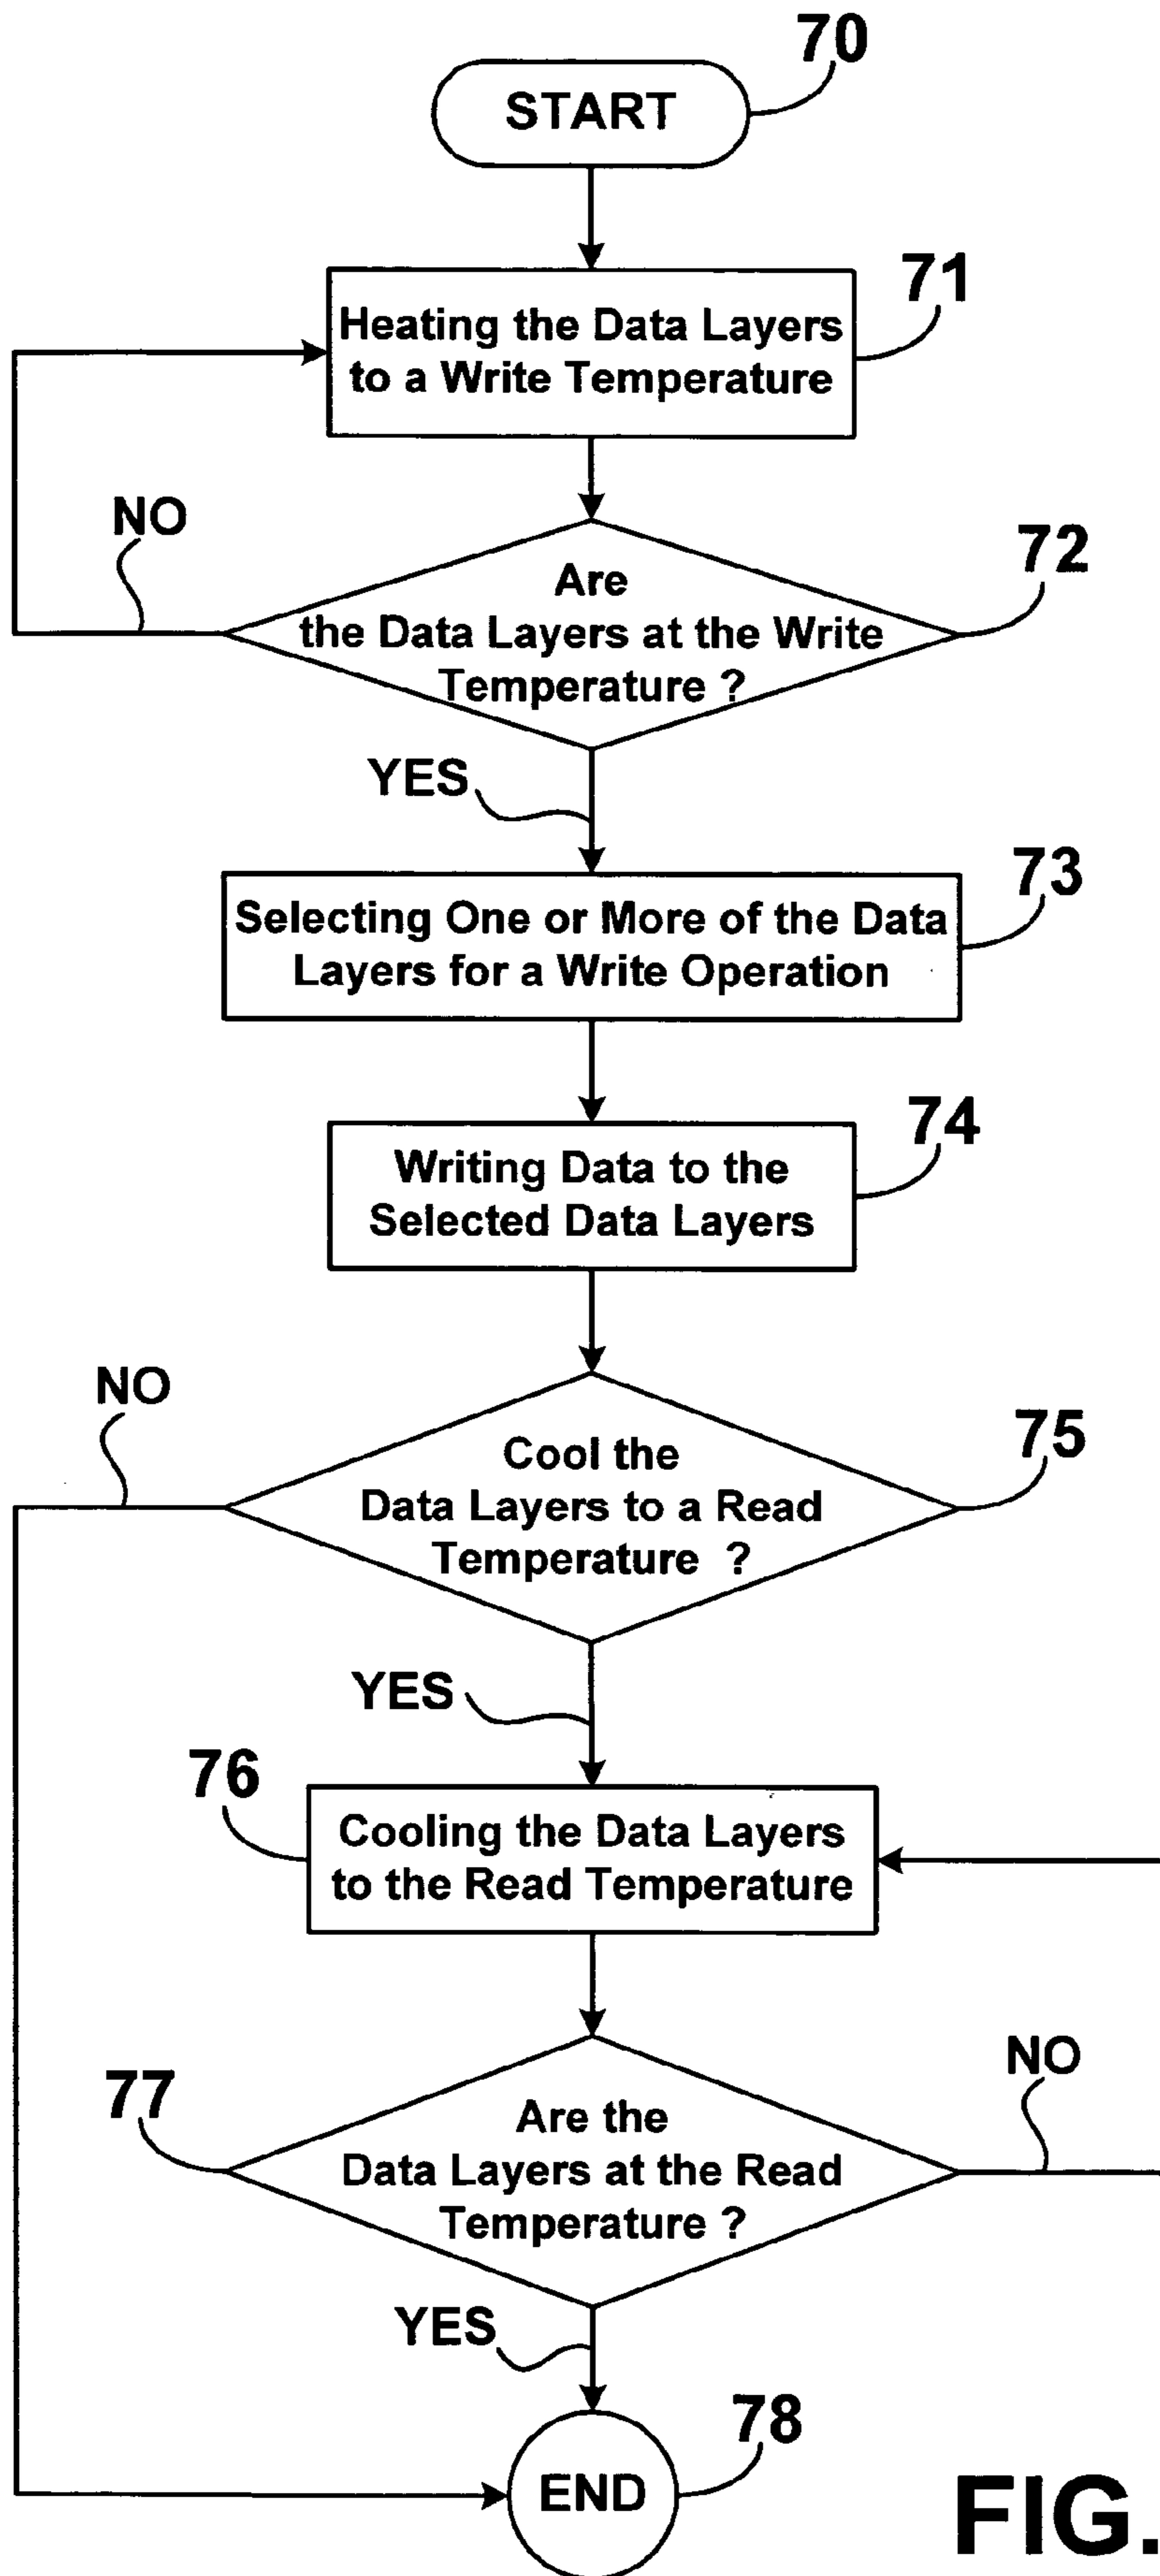 70
START
71
Heating the Data Layers
to a Write Temperature
NO
72
Are
the Data Layers at the Write
Temperature ?
YES
73
Selecting One or More of the Data
Layers for a Write Operation
74
Writing Data to the
Selected Data Layers
NO
75
Cool the
Data Layers to a Read
Temperature ?
YES
76
Cooling the Data Layers
to the Read Temperature
77
NO
Are the
Data Layers at the Read
Temperature ?
YES
78
END
FIG.